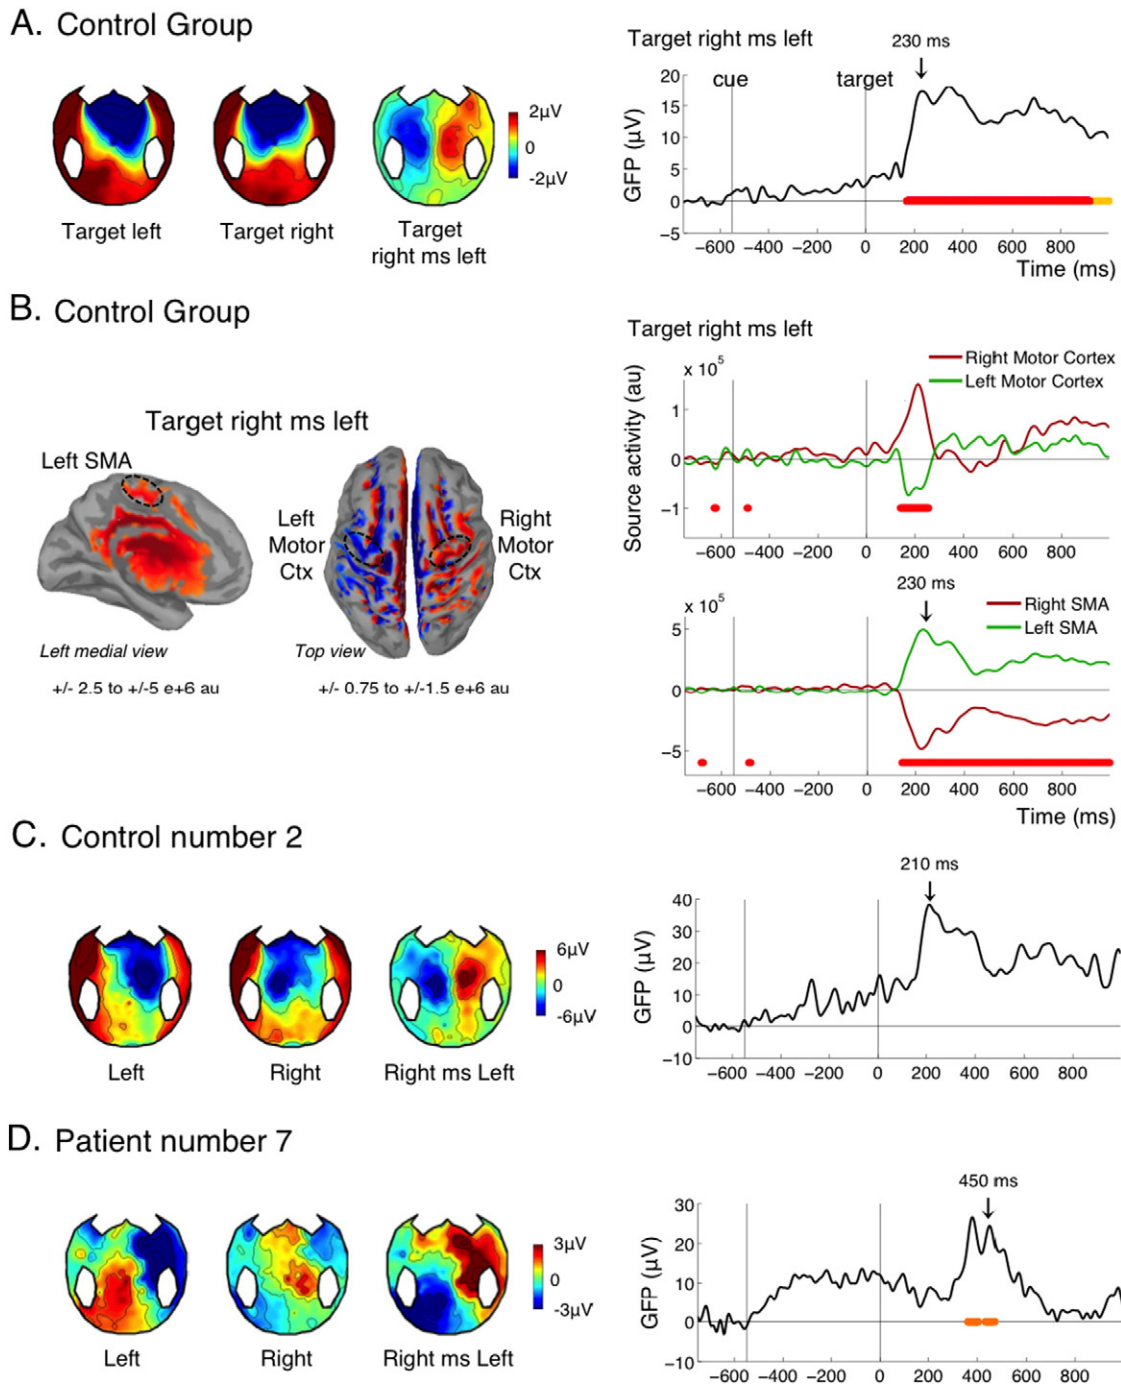 A. Control Group
Target right ms left
230 ms
cue
target
GFP (µV)
20
15
10
5
0
−5
−600 −400 −200 0 200 400 600 800
Time (ms)
2µV
0
-2µV
Target left
Target right
Target
right ms left
B. Control Group
Target right ms left
Left SMA
Left medial view
+/- 2.5 to +/-5 e+6 au
Left
Motor
Ctx
Right
Motor
Ctx
Top view
+/- 0.75 to +/-1.5 e+6 au
Target right ms left
x 10⁵
Right Motor Cortex
Left Motor Cortex
Source activity (au)
1
0
−1
−600 −400 −200 0 200 400 600 800
230 ms
x 10⁵
Right SMA
Left SMA
5
0
−5
−600 −400 −200 0 200 400 600 800
Time (ms)
C. Control number 2
6µV
0
-6µV
Left
Right
Right ms Left
210 ms
GFP (µV)
40
30
20
10
0
−10
−600 −400 −200 0 200 400 600 800
D. Patient number 7
3µV
0
-3µV
Left
Right
Right ms Left
450 ms
GFP (µV)
30
20
10
0
−10
−600 −400 −200 0 200 400 600 800